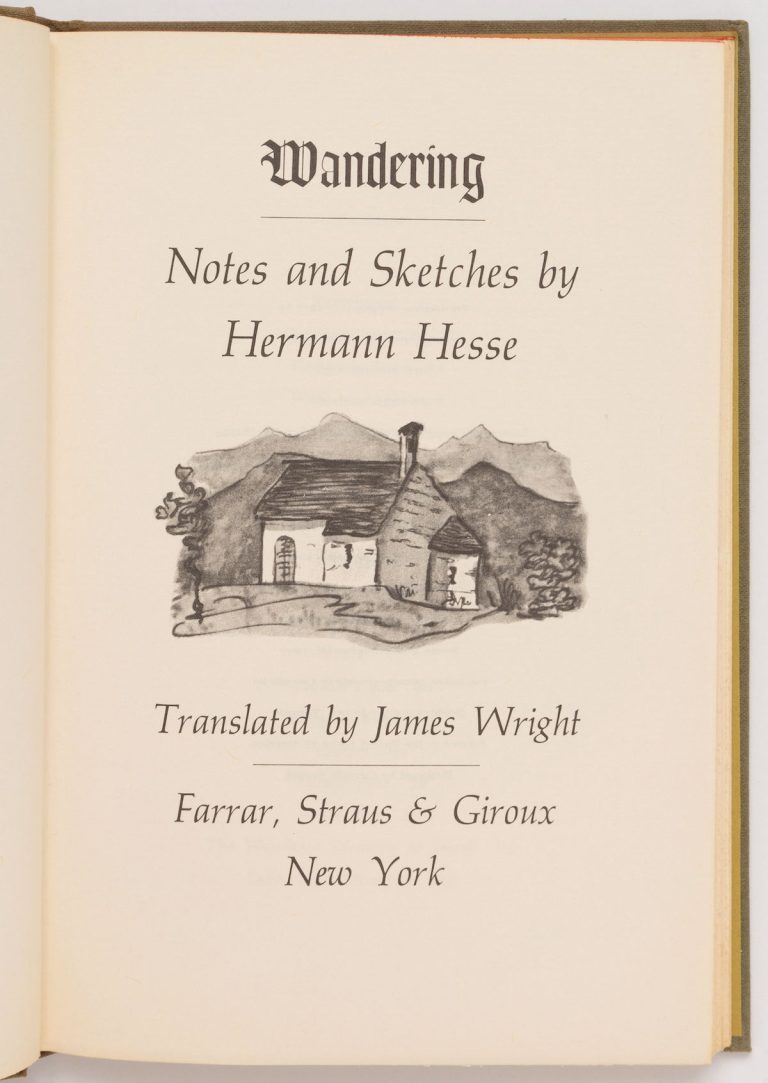 Wandering
Notes and Sketches by
Hermann Hesse
Translated by James Wright
Farrar, Straus & Giroux
New York